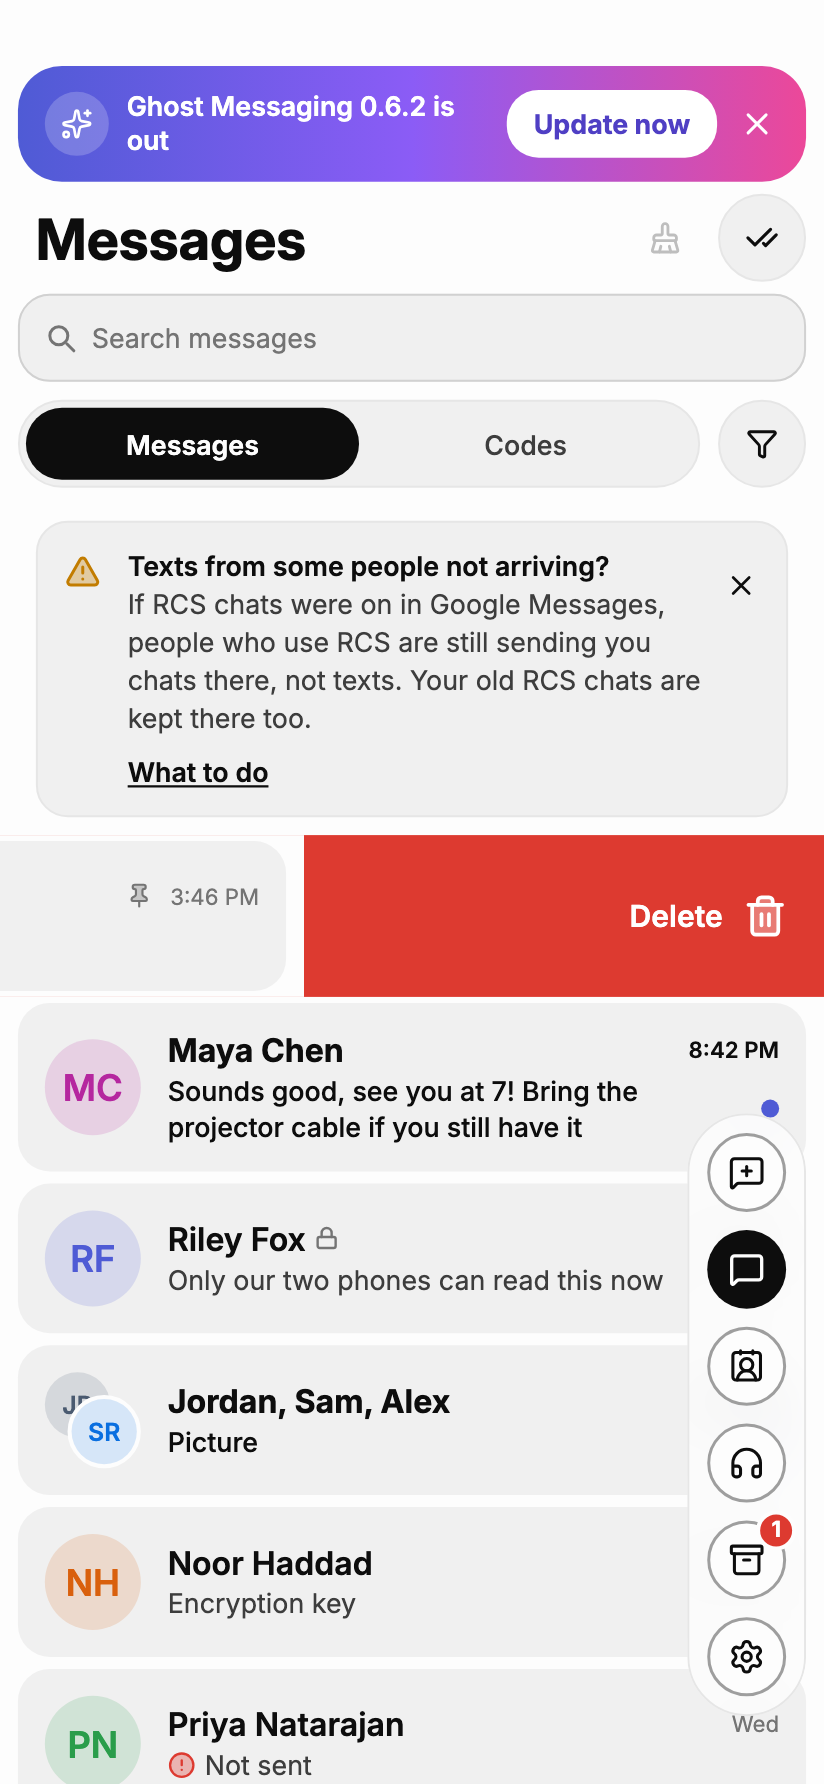 Ghost Messaging 0.6.2 is
out
Update now
Messages
Search messages
Messages
Codes
Texts from some people not arriving?
If RCS chats were on in Google Messages,
people who use RCS are still sending you
chats there, not texts. Your old RCS chats are
kept there too.
What to do
3:46 PM
Delete
MC
Maya Chen
8:42 PM
Sounds good, see you at 7! Bring the
projector cable if you still have it
RF
Riley Fox
Only our two phones can read this now
SR
Jordan, Sam, Alex
Picture
1
NH
Noor Haddad
Encryption key
PN
Priya Natarajan
Wed
Not sent